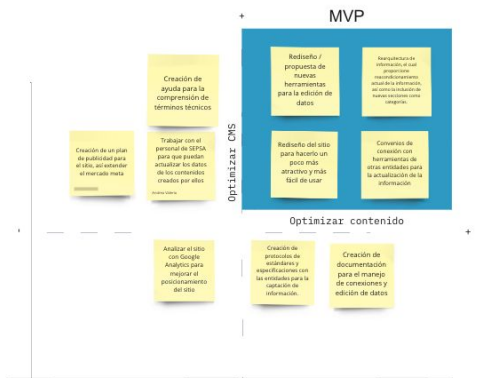 MVP
+
Creación de
ayuda para la
comprensión de
términos técnicos
Rediseño /
propuesta de
nuevas
herramientas
para la edición de
datos
Rearquitectura de
información, el cual
proporcione
reacondicionamiento
actual de la información,
así como la inclusión de
nuevas secciones como
categorías.
Creación de un plan
de publicidad para
el sitio, así extender
el mercado meta
Trabajar con el
personal de SEPSA
para que puedan
actualizar los datos
de los contenidos
creados por ellos
Optimizar CMS
Rediseño del sitio
para hacerlo un poco
más
atractivo y más
fácil de usar
Convenios de
conexión con
herramientas de
otras entidades para
la actualización de la
información
Optimizar contenido
-
+
Analizar el sitio
con Google
Analytics para
mejorar el
posicionamiento
del sitio
Creación de
protocolos de
estándares y
especificaciones con
las entidades para la
captación de
información.
Creación de
documentación
para el manejo
de conexiones y
edición de datos